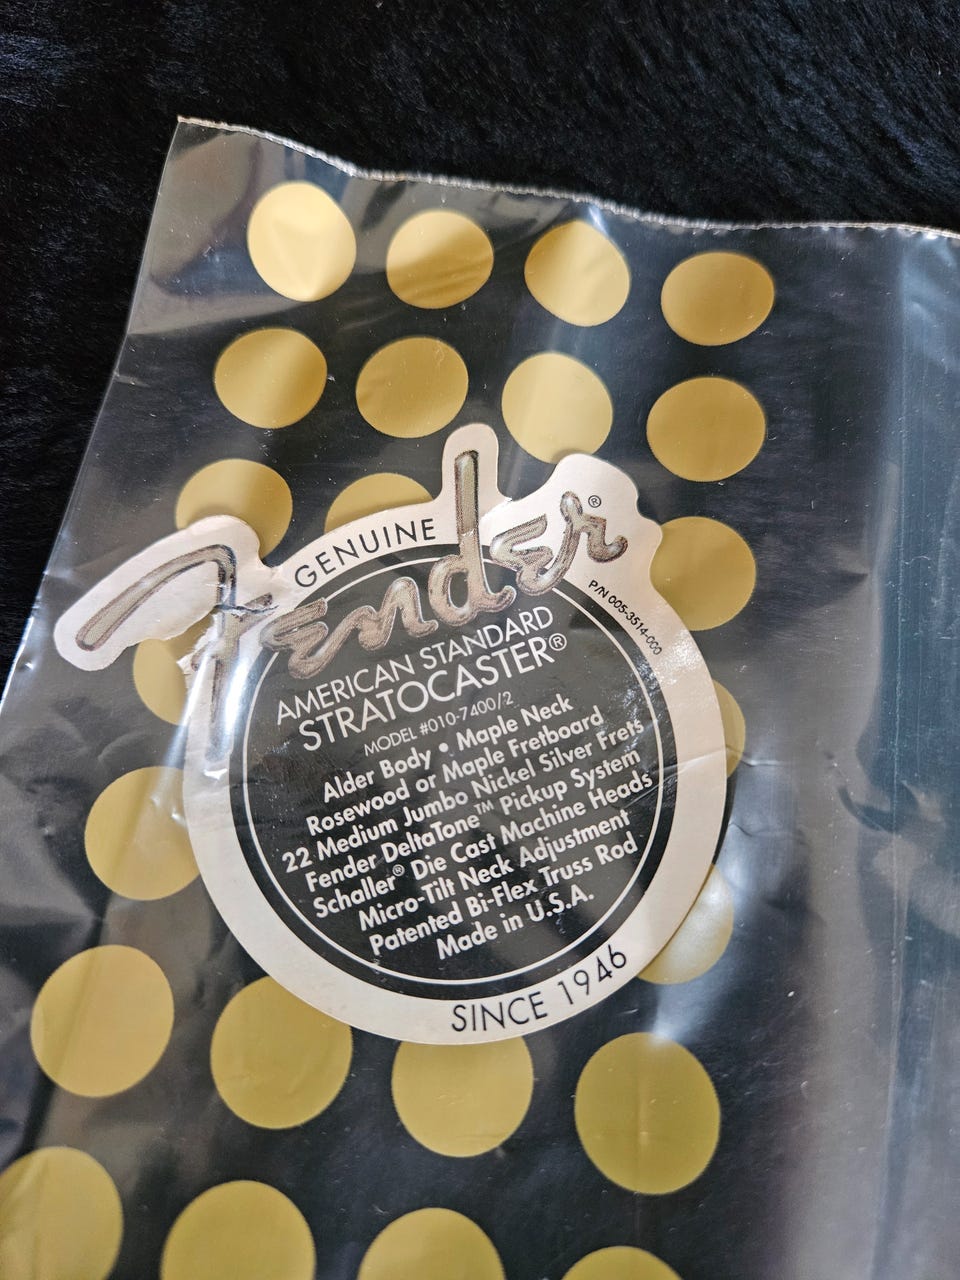 GENUINE
Fender®
P/N 005-3514-000
AMERICAN STANDARD
STRATOCASTER®
MODEL #010-7400/2
Alder Body • Maple Neck
Rosewood or Maple Fretboard
22 Medium Jumbo Nickel Silver Frets
Fender DeltaTone™ Pickup System
Schaller® Die Cast Machine Heads
Micro-Tilt Neck Adjustment
Patented Bi-Flex Truss Rod
Made in U.S.A.
SINCE 1946